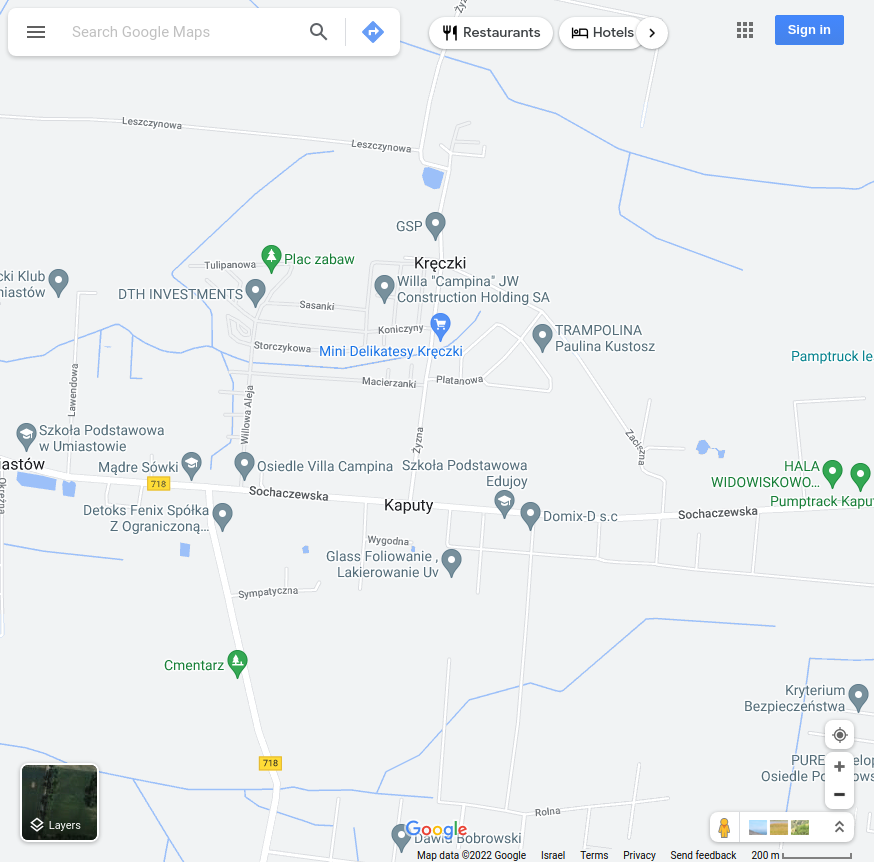 Search Google Maps
Restaurants
Hotels
Sign in
Leszczynowa
Leszczynowa
GSP
Kręczki
Tulipanowa
Plac zabaw
cki Klub
miastów
DTH INVESTMENTS
Willa "Campina" JW
Construction Holding SA
Sasanki
Koniczyny
Storczykowa
Mini Delikatesy Kręczki
TRAMPOLINA
Paulina Kustosz
Pamptruck le
Macierzanki
Platanowa
Lawendowa
Willowa Aleja
Żyzna
Zaciszna
Szkoła Podstawowa
w Umiastowie
iastów
Mądre Sówki
718
Osiedle Villa Campina
Szkoła Podstawowa
Edujoy
HALA
WIDOWISKOWO...
Pumptrack Kaput
Sochaczewska
Kaputy
Sochaczewska
Okrężna
Detoks Fenix Spółka
Z Ograniczoną...
Domix-D s.c
Wygodna
Glass Foliowanie ,
Lakierowanie Uv
Sympatyczna
Cmentarz
Kryterium
Bezpieczeństwa
718
PURE
elop
Osiedle Po
Layers
Rolna
Google
Dawid Bobrowski
Map data ©2022 Google
Israel
Terms
Privacy
Send feedback
200 m